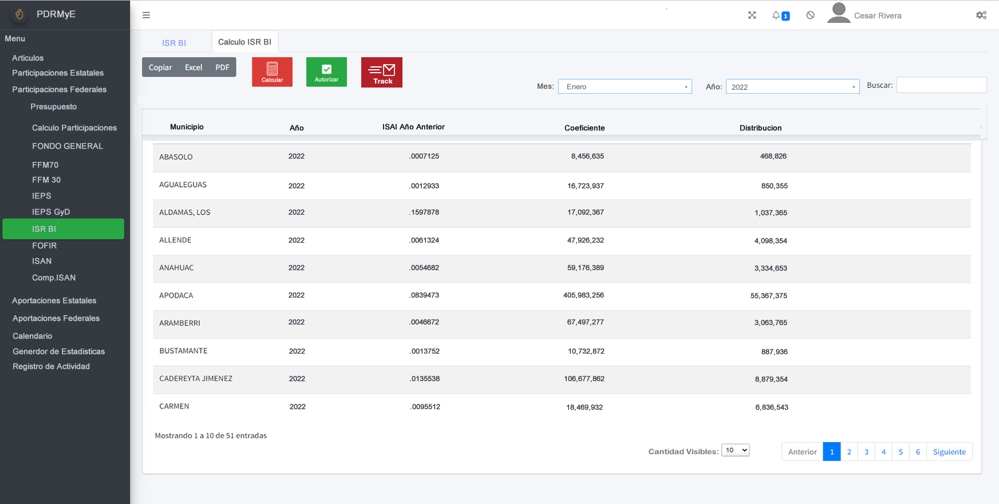 PDRMyE
1
Cesar Rivera
Menu
Articulos
Participaciones Estatales
Participaciones Federales
Presupuesto
Calculo Participaciones
FONDO GENERAL
FFM70
FFM 30
IEPS
IEPS GyD
ISR BI
FOFIR
ISAN
Comp.ISAN
Aportaciones Estatales
Aportaciones Federales
Calendario
Generdor de Estadisticas
Registro de Actividad
ISR BI Calculo ISR BI
Copiar Excel PDF Calcular Autorizar Track
Mes: Enero Año: 2022 Buscar:
Municipio Año ISAI Año Anterior Coeficiente Distribucion
ABASOLO 2022 .0007125 8,456,635 468,826
AGUALEGUAS 2022 .0012933 16,723,937 850,355
ALDAMAS, LOS 2022 .1597878 17,092,367 1,037,365
ALLENDE 2022 .0061324 47,926,232 4,098,354
ANAHUAC 2022 .0054682 59,176,389 3,334,653
APODACA 2022 .0839473 405,983,256 55,367,375
ARAMBERRI 2022 .0046672 67,497,277 3,063,765
BUSTAMANTE 2022 .0013752 10,732,872 887,936
CADEREYTA JIMENEZ 2022 .0135538 106,677,862 8,879,354
CARMEN 2022 .0095512 18,469,932 6,836,543
Mostrando 1 a 10 de 51 entradas
Cantidad Visibles: 10 Anterior 1 2 3 4 5 6 Siguiente